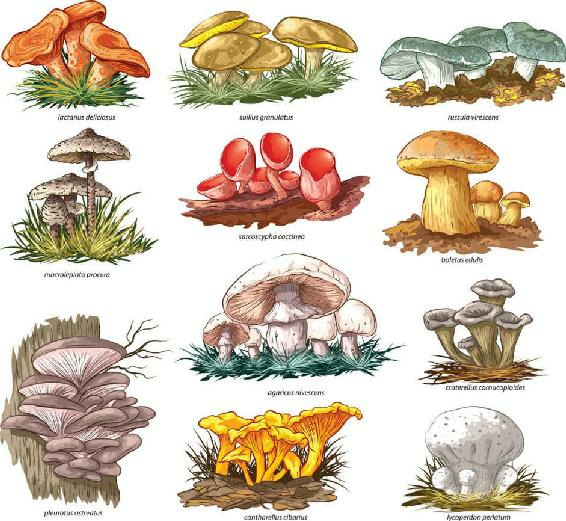 lactarius deliciosus
suillus granulatus
russula virescens
macrolepiota procera
sarcoscypha coccinea
boletus edulis
agaricus nivescens
craterellus cornucopioides
pleurotus ostreatus
cantharellus cibarius
lycoperdon perlatum